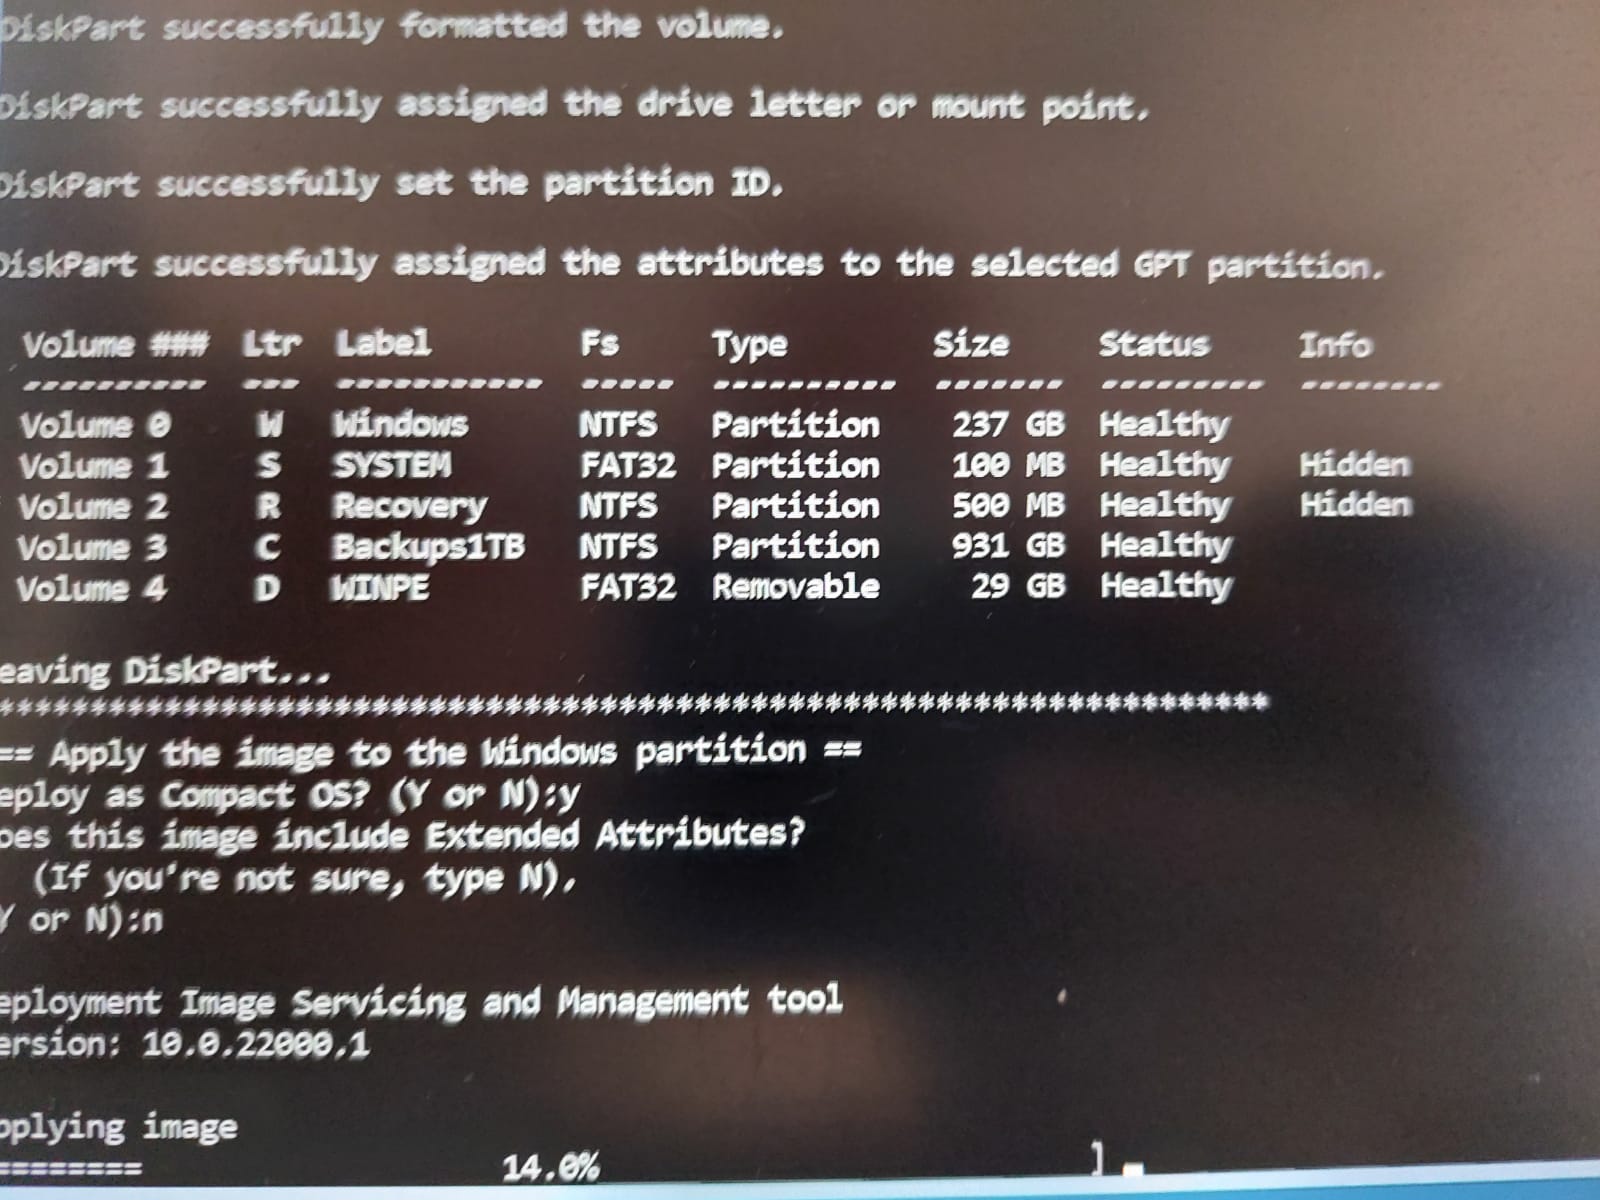 DiskPart successfully formatted the volume.
DiskPart successfully assigned the drive letter or mount point.
DiskPart successfully set the partition ID.
DiskPart successfully assigned the attributes to the selected GPT partition.
Volume ### Ltr Label Fs Type Size Status Info
---------- --- ------------ ----- ---------- ------- --------- --------
Volume 0 W Windows NTFS Partition 237 GB Healthy
Volume 1 S SYSTEM FAT32 Partition 100 MB Healthy Hidden
Volume 2 R Recovery NTFS Partition 500 MB Healthy Hidden
Volume 3 C Backups1TB NTFS Partition 931 GB Healthy
Volume 4 D WINPE FAT32 Removable 29 GB Healthy
eaving DiskPart...
*********************************************************************
== Apply the image to the Windows partition ==
eploy as Compact OS? (Y or N):y
oes this image include Extended Attributes?
(If you're not sure, type N).
Y or N):n
eployment Image Servicing and Management tool
ersion: 10.0.22000.1
pplying image
======== 14.0% ]